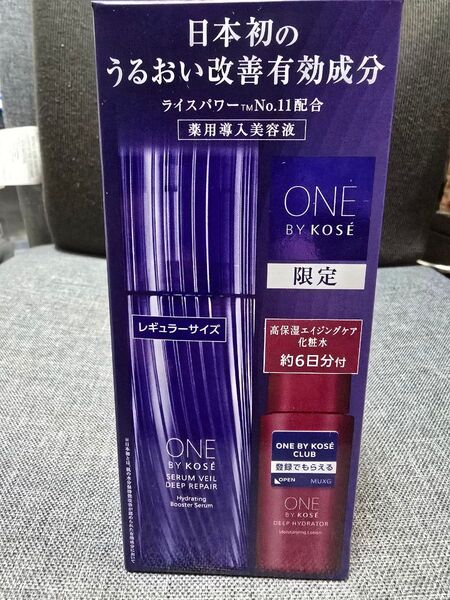 日本初の
うるおい改善有効成分
ライスパワー™No.11配合
薬用導入美容液
ONE
BY KOSÉ
限定
レギュラーサイズ
高保湿エイジングケア
化粧水
約6日分付
ONE
BY KOSÉ
SERUM VEIL
DEEP REPAIR
Hydrating
Booster Serum
ONE BY KOSÉ
CLUB
登録でもらえる
OPEN MUXG
ONE
BY KOSÉ
DEEP HYDRATOR
Moisturizing Lotion